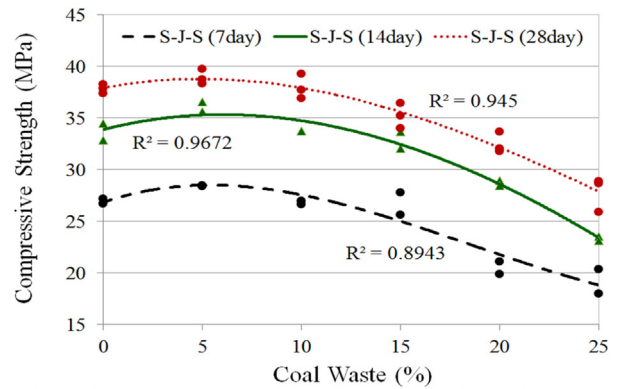 45
S-J-S (7day) S-J-S (14day) S-J-S (28day)
40
R² = 0.945
35
R² = 0.9672
30
25
R² = 0.8943
20
15
0 5 10 15 20 25
Compressive Strength (MPa)
Coal Waste (%)